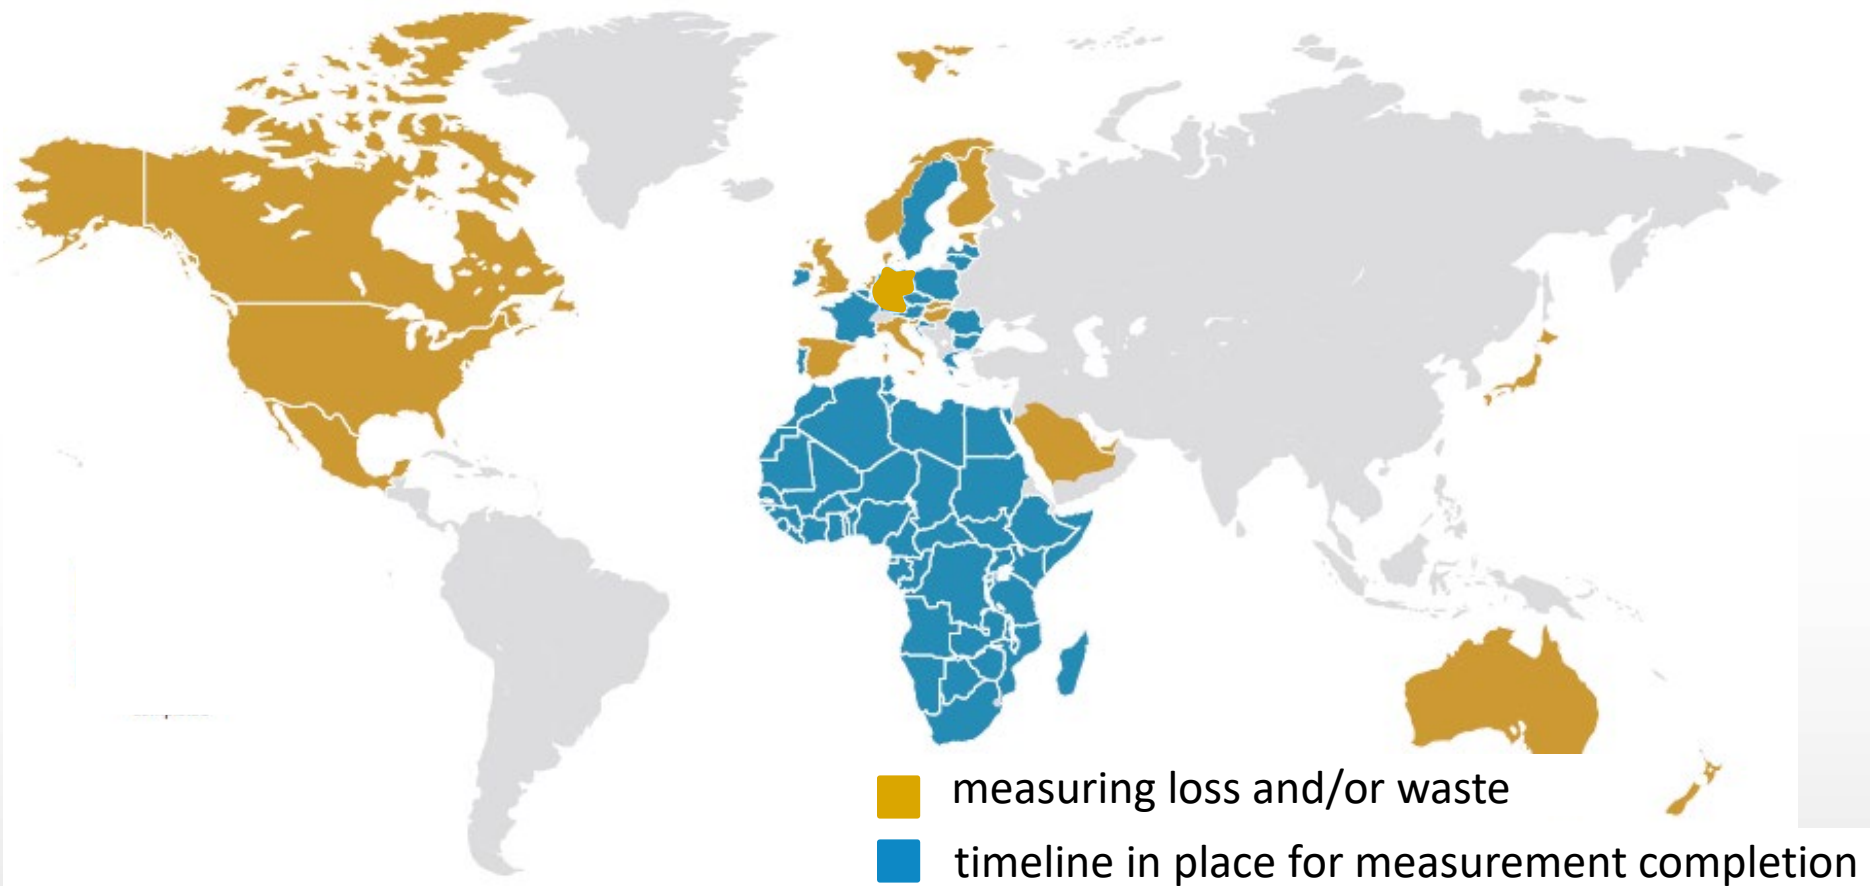 measuring loss and/or waste
timeline in place for measurement completion